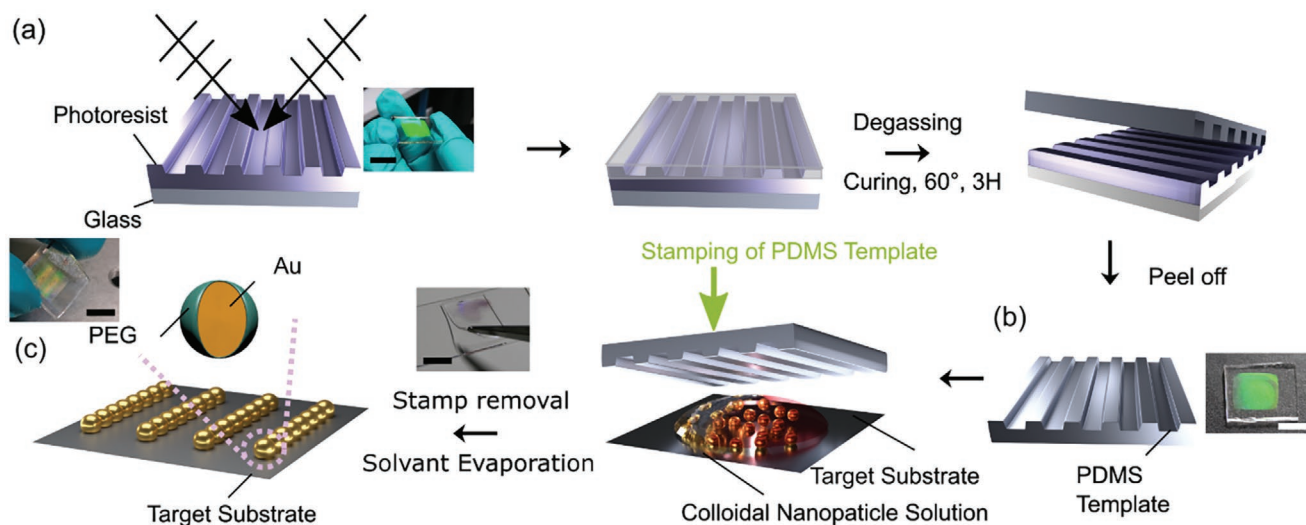 (a)
Photoresist
Glass
Degassing
Curing, 60°, 3H
Stamping of PDMS Template
Peel off
Au
PEG
(b)
(c)
Stamp removal
Solvent Evaporation
PDMS
Template
Target Substrate
Colloidal Nanopaticle Solution
Target Substrate